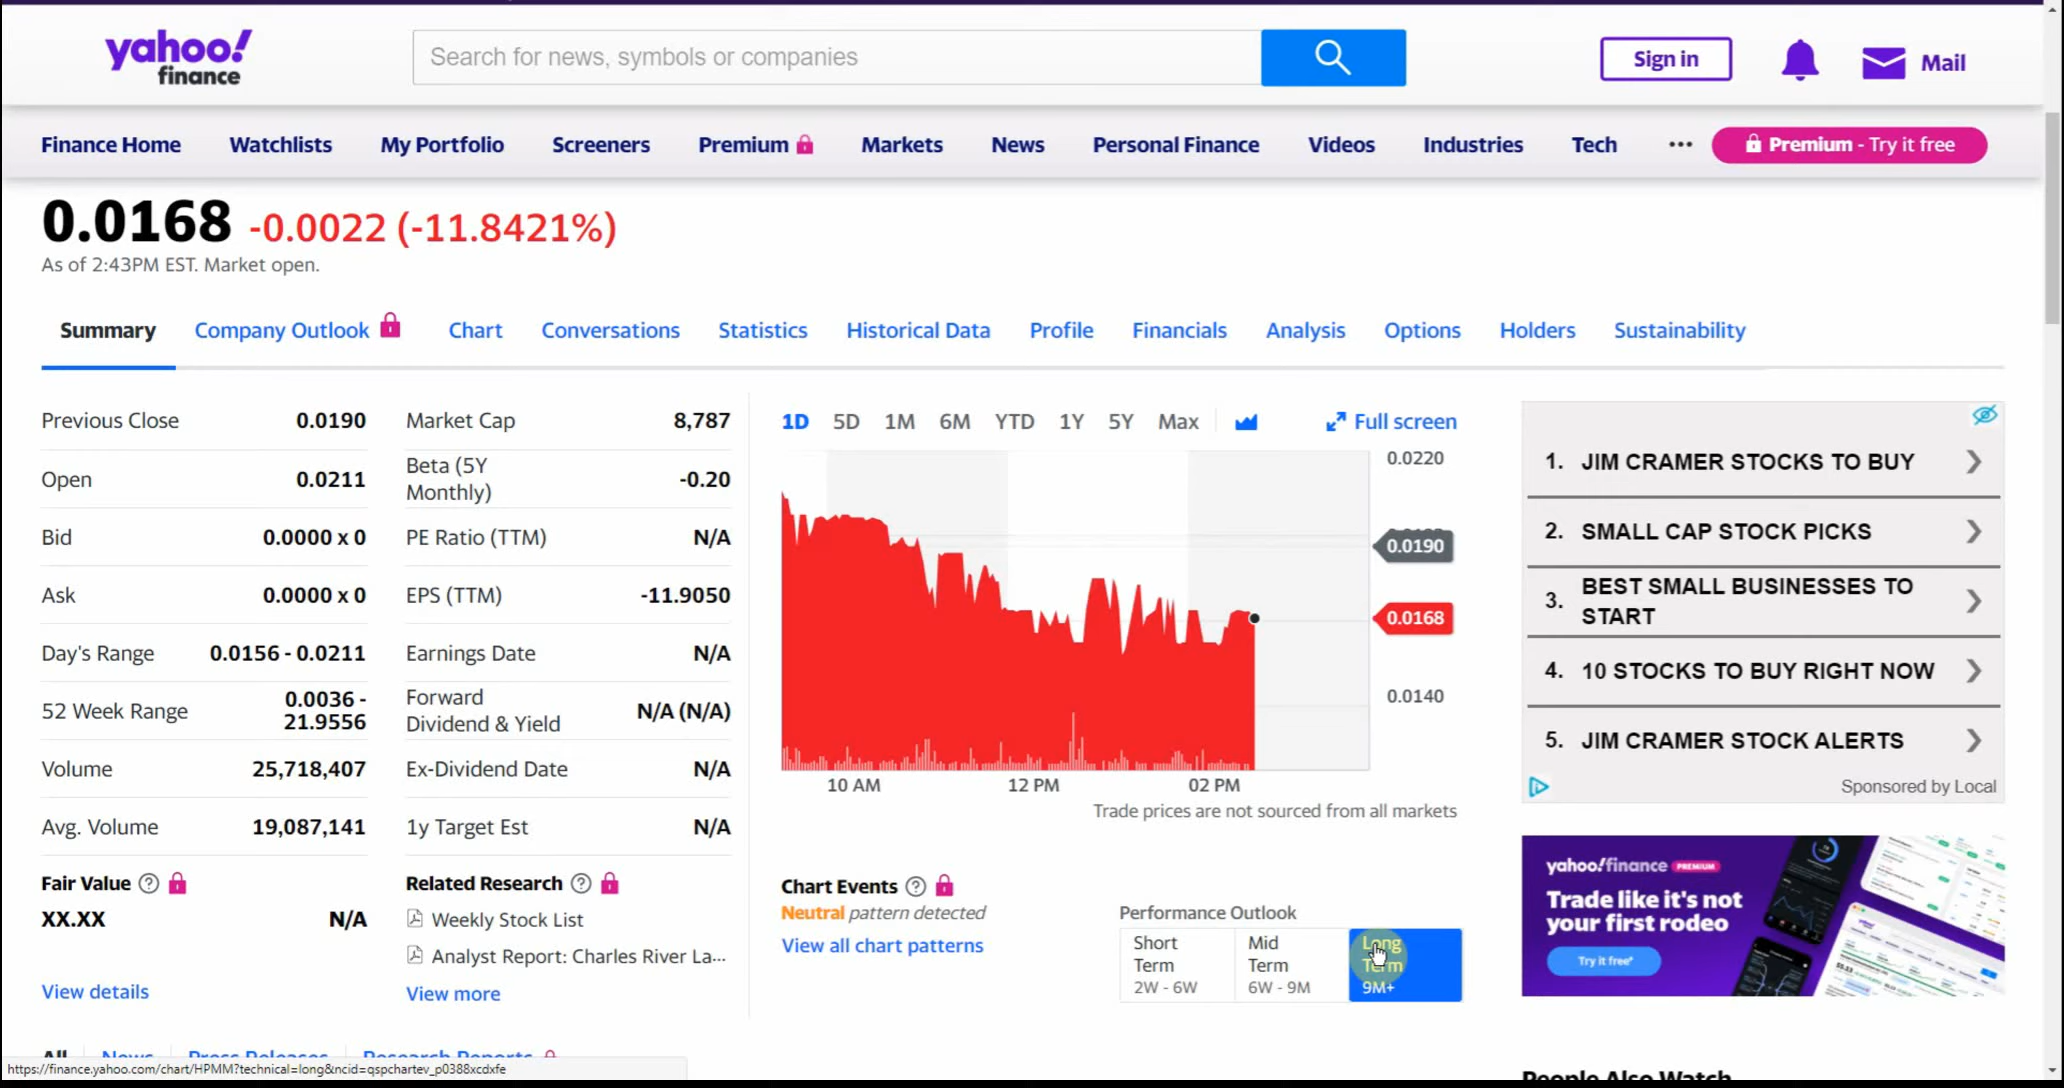 yahoo!
finance
Search for news, symbols or companies
Sign in
Mail
Finance Home
Watchlists
My Portfolio
Screeners
Premium
Markets
News
Personal Finance
Videos
Industries
Tech
...
Premium - Try it free
0.0168 -0.0022 (-11.8421%)
As of 2:43PM EST. Market open.
Summary
Company Outlook
Chart
Conversations
Statistics
Historical Data
Profile
Financials
Analysis
Options
Holders
Sustainability
Previous Close 0.0190
Open 0.0211
Bid 0.0000 x 0
Ask 0.0000 x 0
Day's Range 0.0156 - 0.0211
52 Week Range 0.0036 -
21.9556
Volume 25,718,407
Avg. Volume 19,087,141
Market Cap 8,787
Beta (5Y
Monthly) -0.20
PE Ratio (TTM) N/A
EPS (TTM) -11.9050
Earnings Date N/A
Forward
Dividend & Yield N/A (N/A)
Ex-Dividend Date N/A
1y Target Est N/A
Fair Value
XX.XX N/A
View details
Related Research
Weekly Stock List
Analyst Report: Charles River La...
View more
1D 5D 1M 6M YTD 1Y 5Y Max
Full screen
0.0220
0.0190
0.0168
0.0140
10 AM 12 PM 02 PM
Trade prices are not sourced from all markets
Chart Events
Neutral pattern detected
View all chart patterns
Performance Outlook
Short
Term
2W - 6W
Mid
Term
6W - 9M
Long
Term
9M+
1. JIM CRAMER STOCKS TO BUY
2. SMALL CAP STOCK PICKS
3. BEST SMALL BUSINESSES TO
START
4. 10 STOCKS TO BUY RIGHT NOW
5. JIM CRAMER STOCK ALERTS
Sponsored by Local
yahoo!finance PREMIUM
Trade like it's not
your first rodeo
Try it free*
All
News
Press Releases
Research Reports
https://finance.yahoo.com/chart/HPMM?technical=long&ncid=qspchartev_p0388xcdxfe
People Also Watch